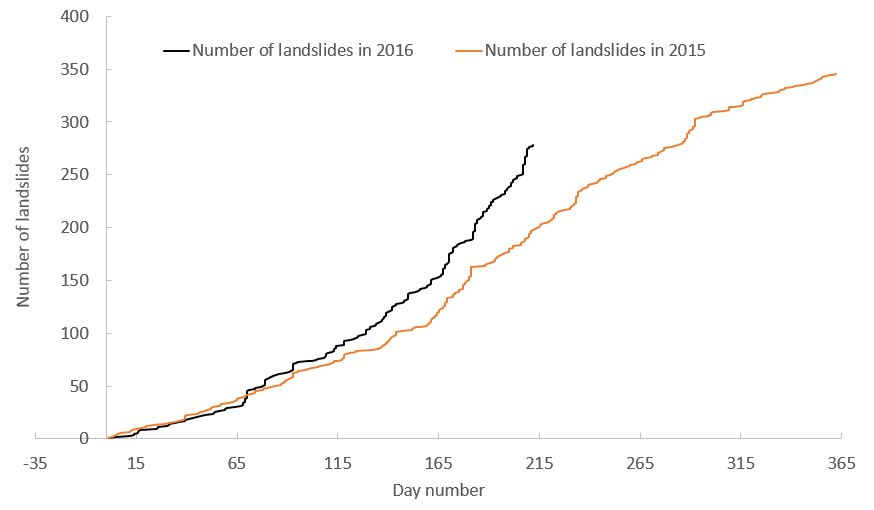 400
350
300
250
200
150
100
50
0
Number of landslides in 2016 Number of landslides in 2015
Number of landslides
-35 15 65 115 165 215 265 315 365
Day number